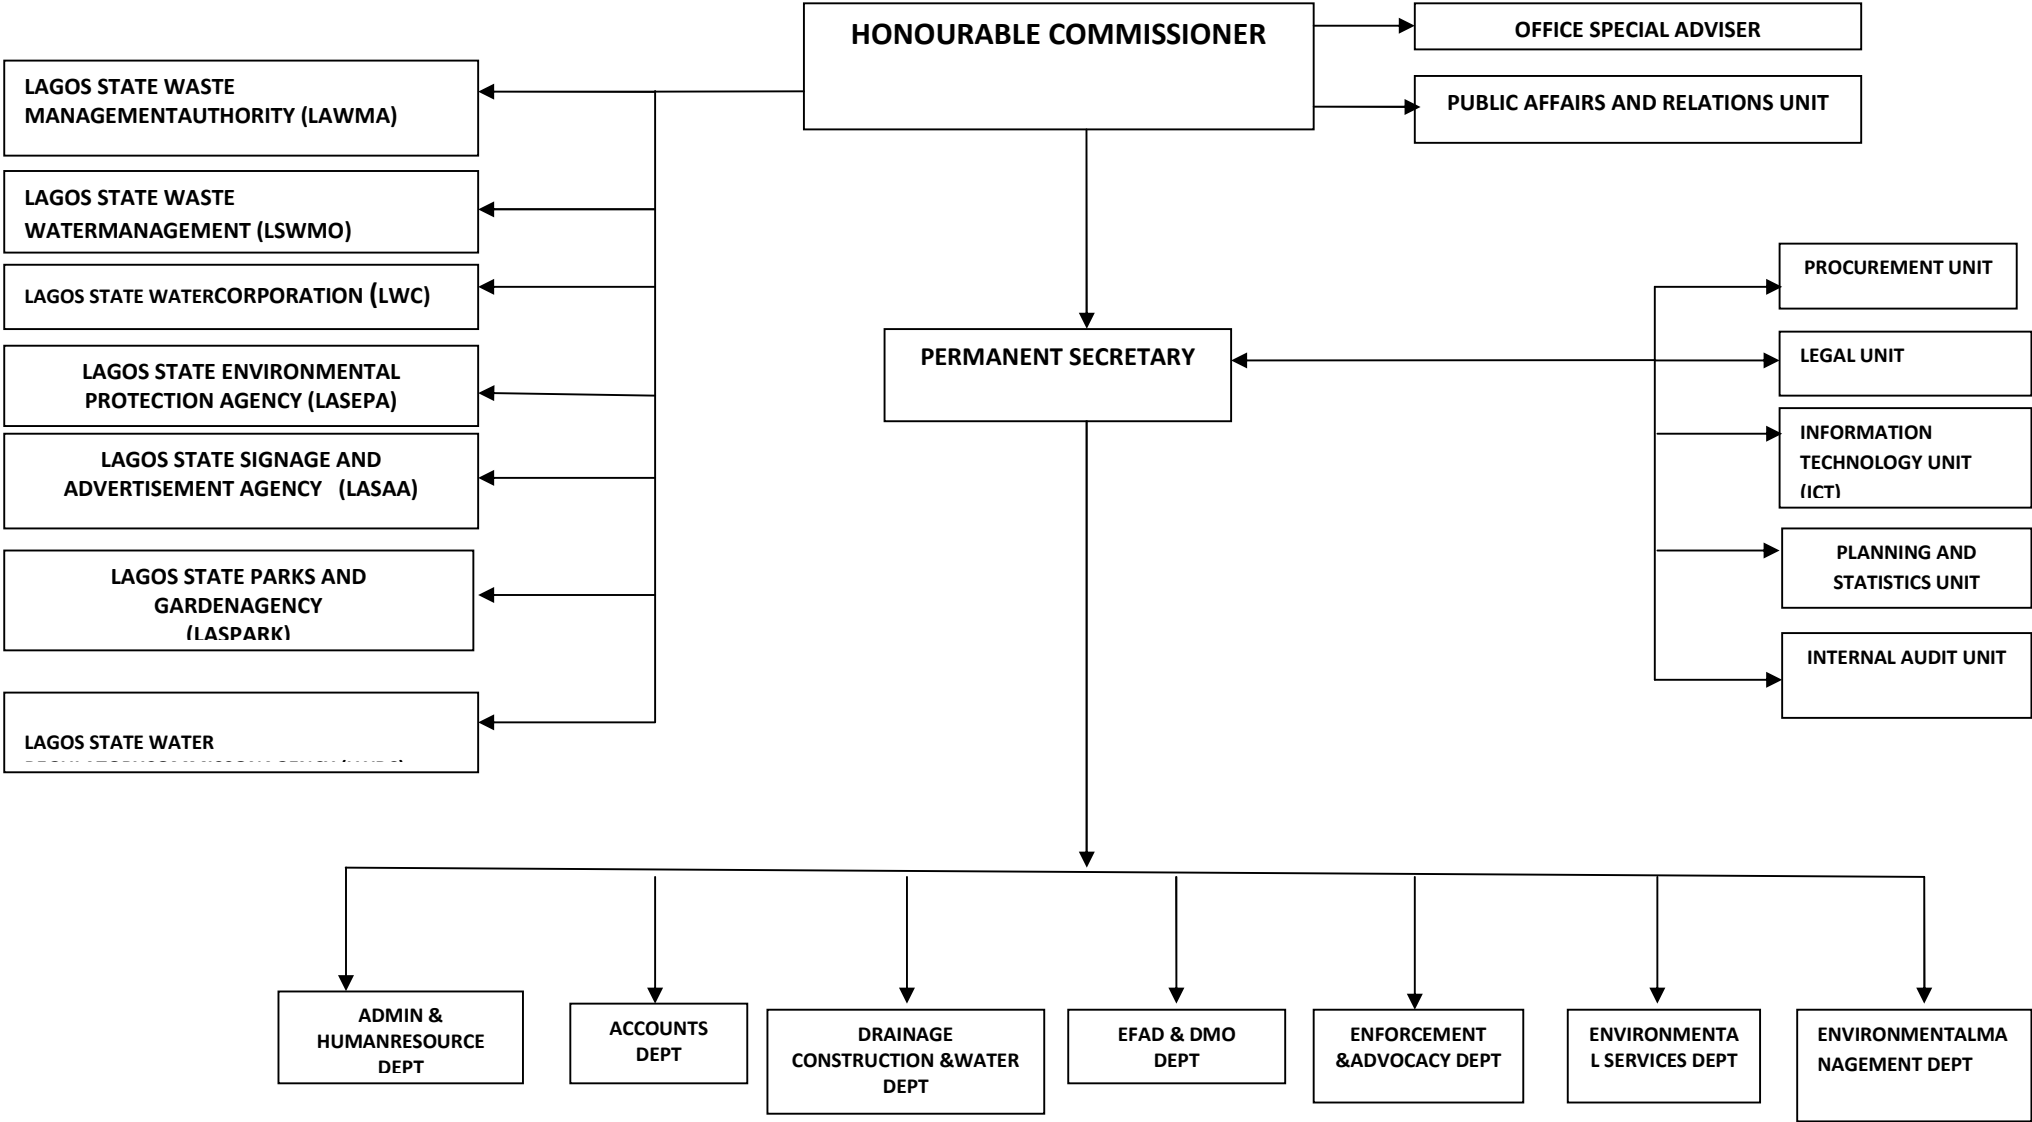 HONOURABLE COMMISSIONER
OFFICE SPECIAL ADVISER
PUBLIC AFFAIRS AND RELATIONS UNIT
LAGOS STATE WASTE
MANAGEMENTAUTHORITY (LAWMA)
LAGOS STATE WASTE
WATERMANAGEMENT (LSWMO)
LAGOS STATE WATERCORPORATION (LWC)
LAGOS STATE ENVIRONMENTAL
PROTECTION AGENCY (LASEPA)
LAGOS STATE SIGNAGE AND
ADVERTISEMENT AGENCY (LASAA)
LAGOS STATE PARKS AND
GARDENAGENCY
(LASPARK)
LAGOS STATE WATER
PERMANENT SECRETARY
PROCUREMENT UNIT
LEGAL UNIT
INFORMATION
TECHNOLOGY UNIT
(ICT)
PLANNING AND
STATISTICS UNIT
INTERNAL AUDIT UNIT
ADMIN &
HUMANRESOURCE
DEPT
ACCOUNTS
DEPT
DRAINAGE
CONSTRUCTION &WATER
DEPT
EFAD & DMO
DEPT
ENFORCEMENT
&ADVOCACY DEPT
ENVIRONMENTA
L SERVICES DEPT
ENVIRONMENTALMA
NAGEMENT DEPT